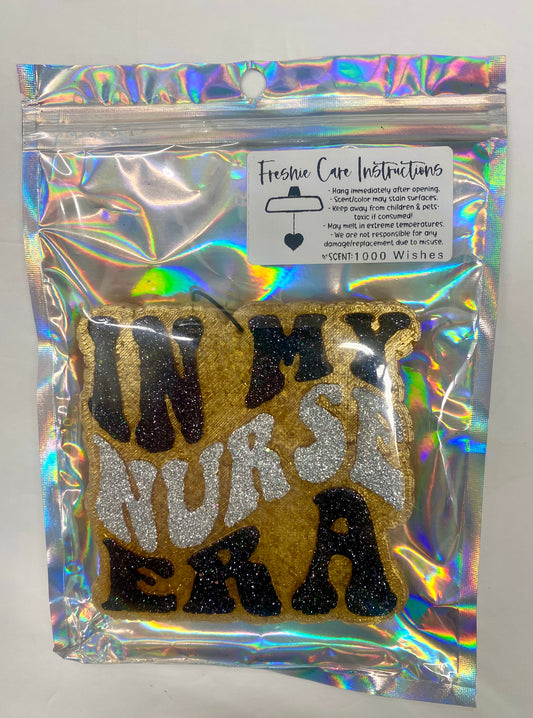 Freshie Care Instructions
- Hang immediately after opening.
- Scent/color may stain surfaces.
- Keep away from children & pets-
toxic if consumed!
- May melt in extreme temperatures.
- We are not responsible for any
damage/replacement due to misuse.
SCENT: 1000 Wishes
IN MY
NURSE
ERA